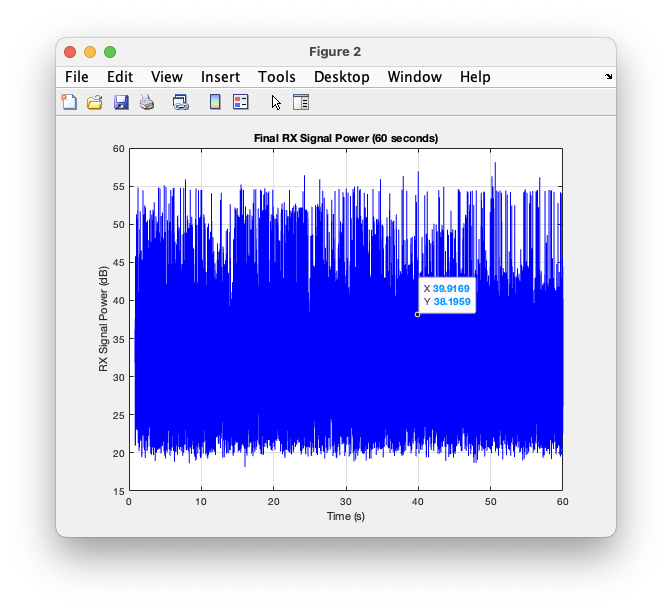 Figure 2
File Edit View Insert Tools Desktop Window Help
Final RX Signal Power (60 seconds)
60
55
50
45
40
35
30
25
20
15
RX Signal Power (dB)
X 39.9169
Y 38.1959
0 10 20 30 40 50 60
Time (s)